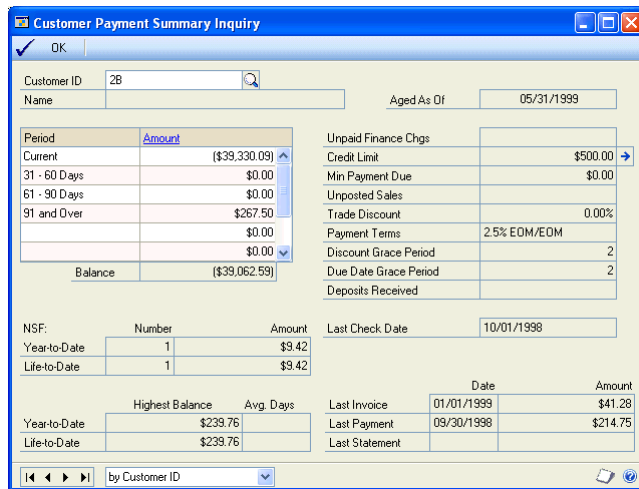 Customer Payment Summary Inquiry
OK
Customer ID 2B
Name Aged As Of 05/31/1999
Period Amount
Current ($39,330.09)
31 - 60 Days $0.00
61 - 90 Days $0.00
91 and Over $267.50
$0.00
$0.00
Balance ($39,062.59)
Unpaid Finance Chgs
Credit Limit $500.00
Min Payment Due $0.00
Unposted Sales
Trade Discount 0.00%
Payment Terms 2.5% EOM/EOM
Discount Grace Period 2
Due Date Grace Period 2
Deposits Received
NSF: Number Amount
Year-to-Date 1 $9.42
Life-to-Date 1 $9.42
Last Check Date 10/01/1998
Highest Balance Avg. Days
Year-to-Date $239.76
Life-to-Date $239.76
Date Amount
Last Invoice 01/01/1999 $41.28
Last Payment 09/30/1998 $214.75
Last Statement
by Customer ID